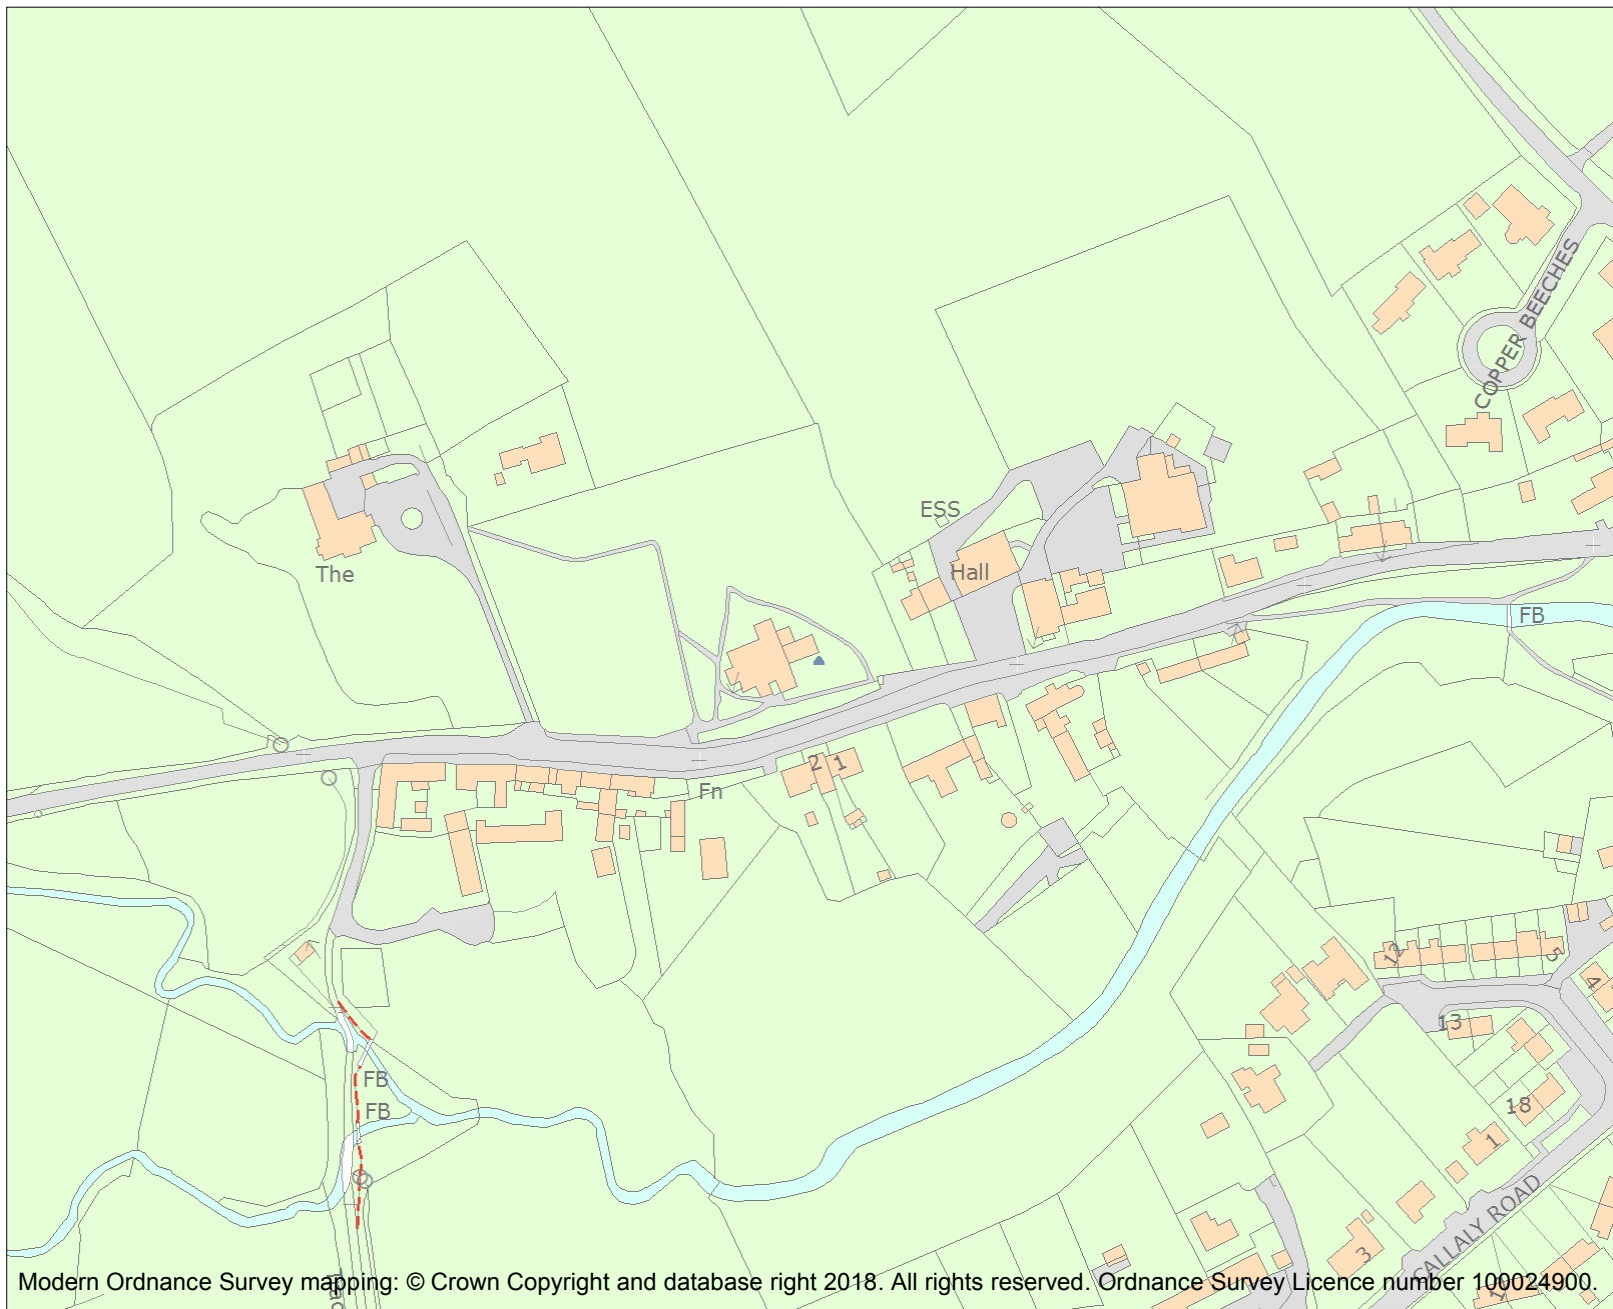 COPPER BEECHES
ESS
Hall
The
FB
2
1
Fn
12
5
4
13
FB
FB
18
1
CALLALY ROAD
3
Modern Ordnance Survey mapping: © Crown Copyright and database right 2018. All rights reserved. Ordnance Survey Licence number 100024900.